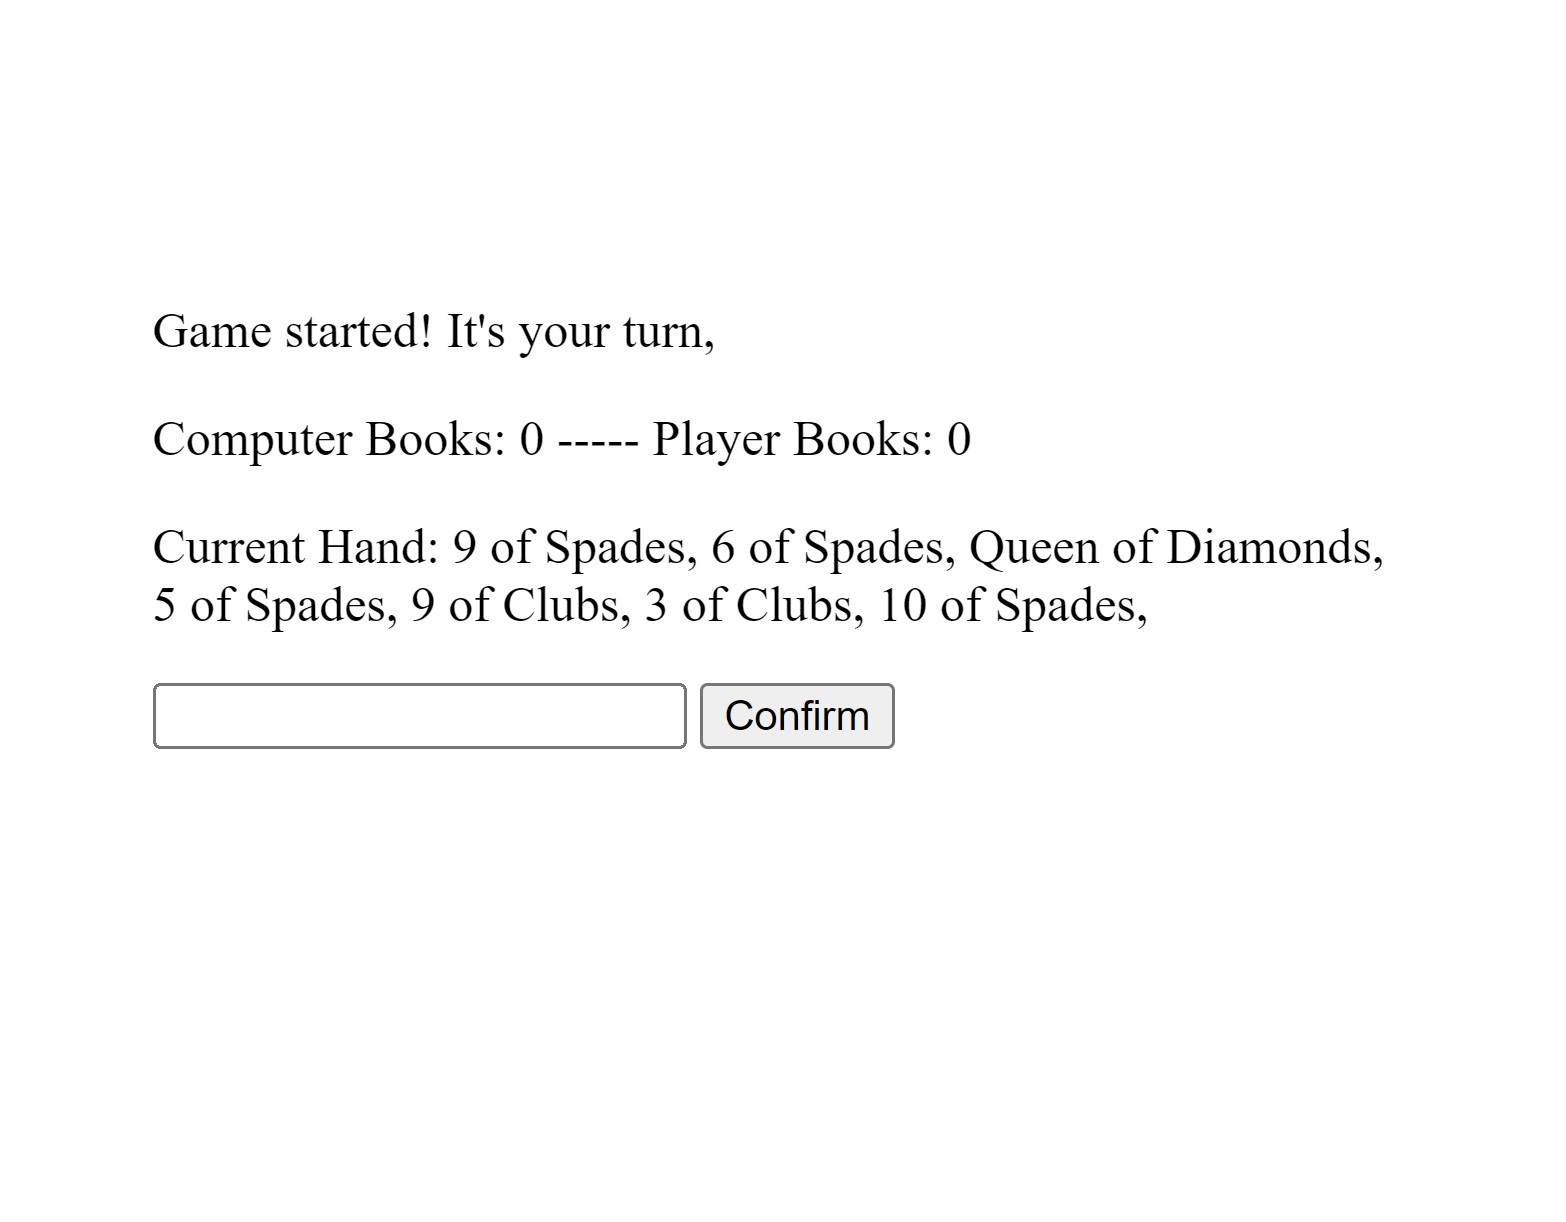 Game started! It's your turn,
Computer Books: 0 ----- Player Books: 0
Current Hand: 9 of Spades, 6 of Spades, Queen of Diamonds,
5 of Spades, 9 of Clubs, 3 of Clubs, 10 of Spades,
Confirm